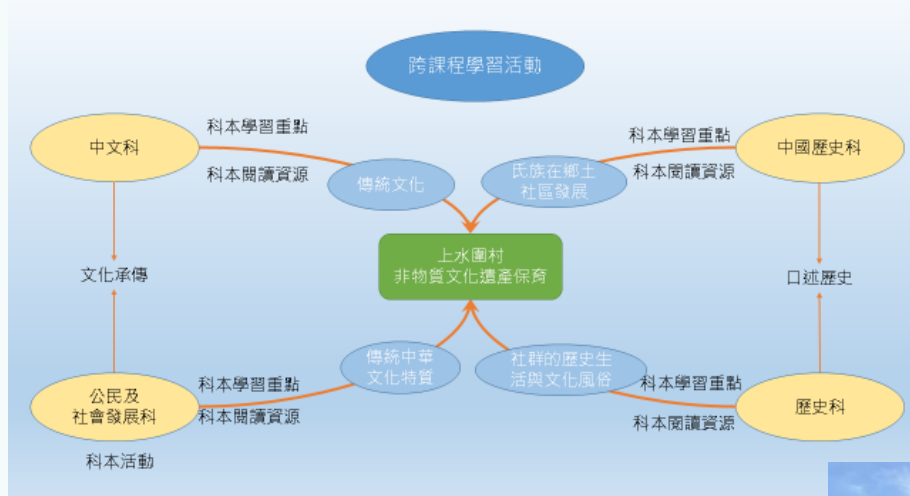 跨課程學習活動
中文科
科本學習重點
科本閱讀資源
傳統文化
氏族在鄉土
社區發展
科本學習重點
科本閱讀資源
中國歷史科
文化承傳
上水圍村
非物質文化遺產保育
口述歷史
公民及
社會發展科
科本活動
科本學習重點
科本閱讀資源
傳統中華
文化特質
社群的歷史生
活與文化風俗
科本學習重點
科本閱讀資源
歷史科